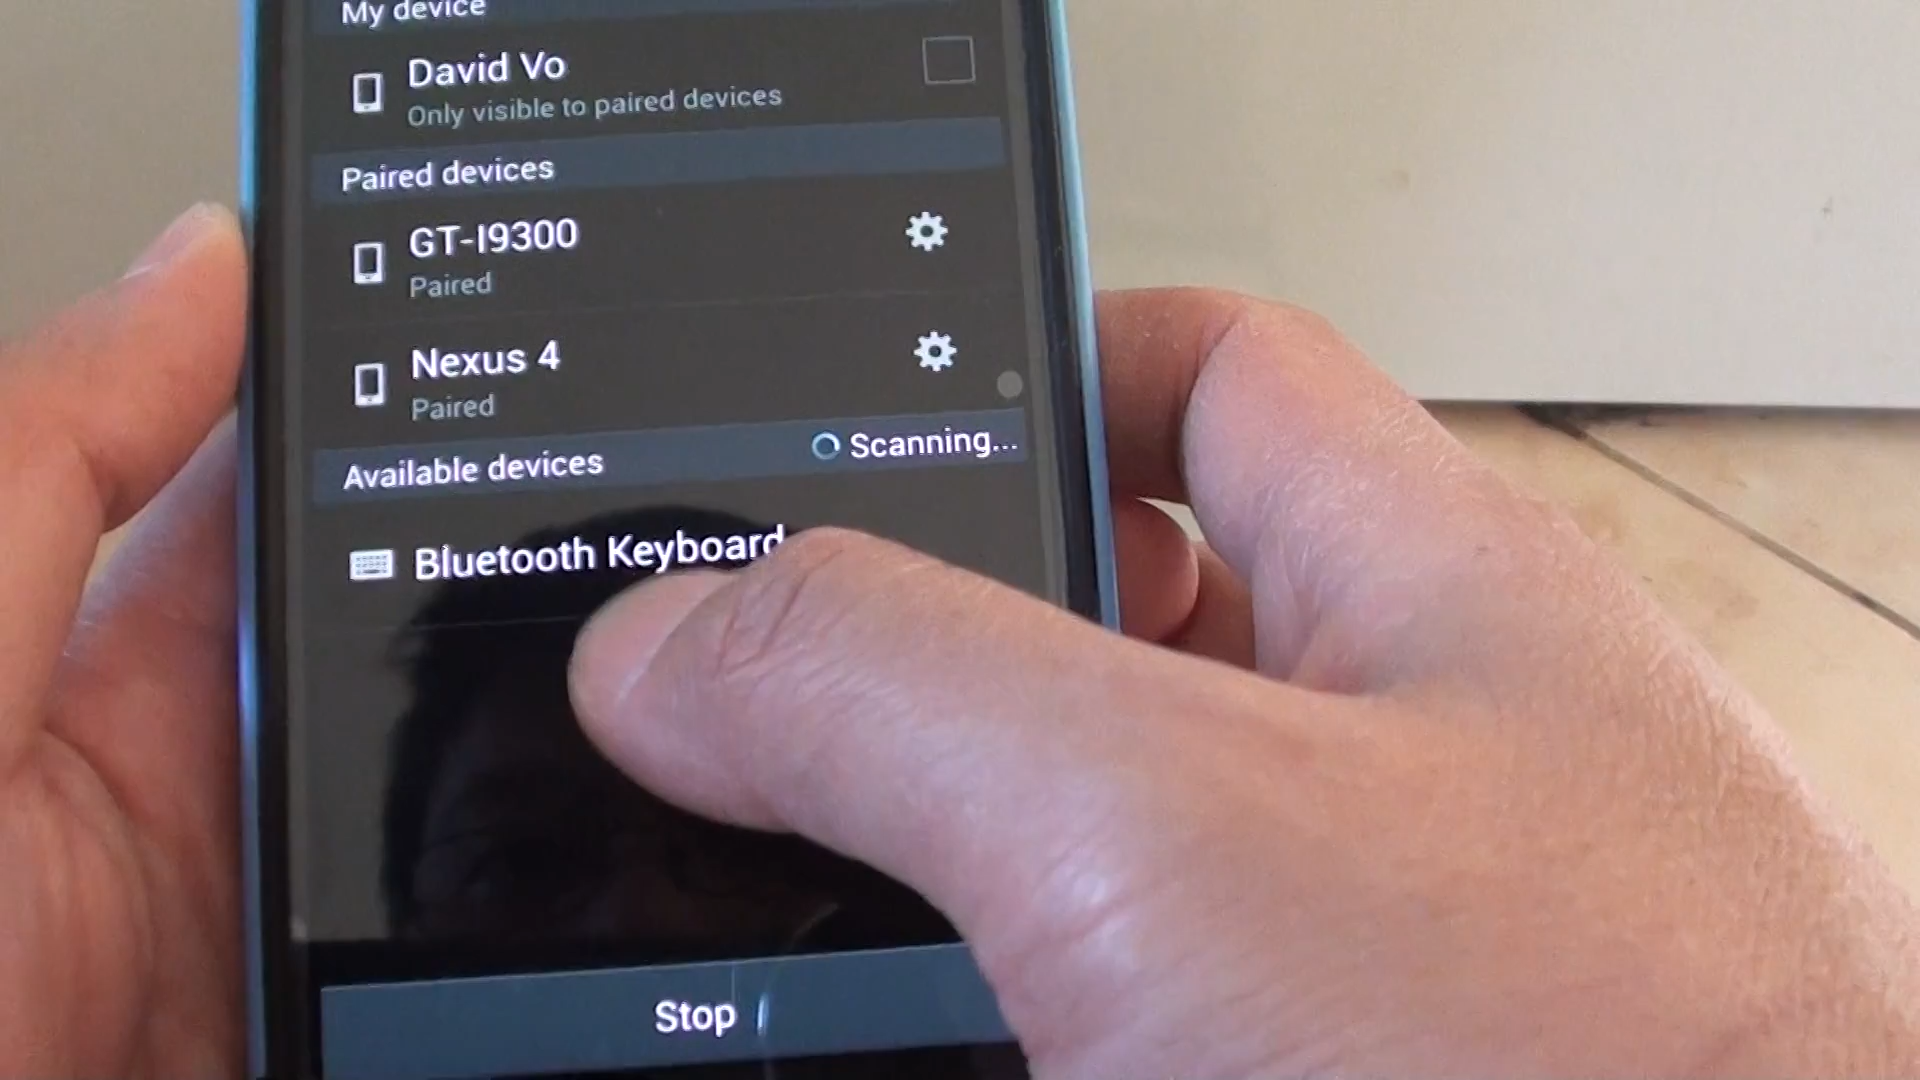 My device
David Vo
Only visible to paired devices
Paired devices
GT-I9300
Paired
Nexus 4
Paired
Available devices
Scanning...
Bluetooth Keyboard
Stop